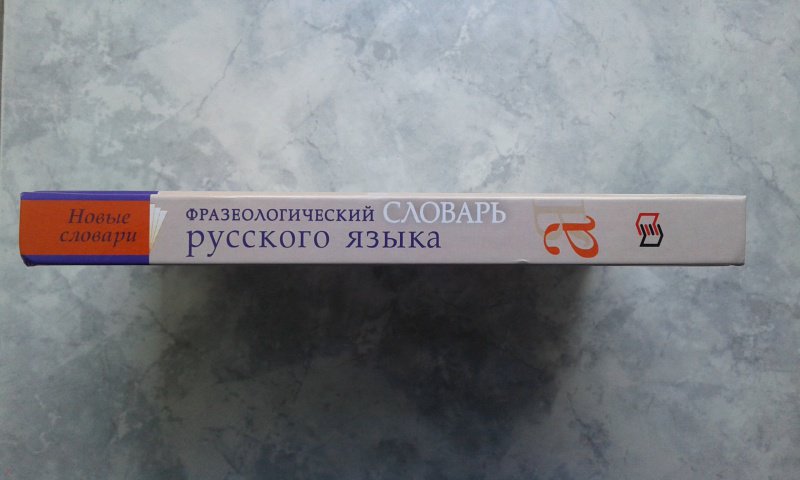 Новые
словари
ФРАЗЕОЛОГИЧЕСКИЙ СЛОВАРЬ
русского языка
а